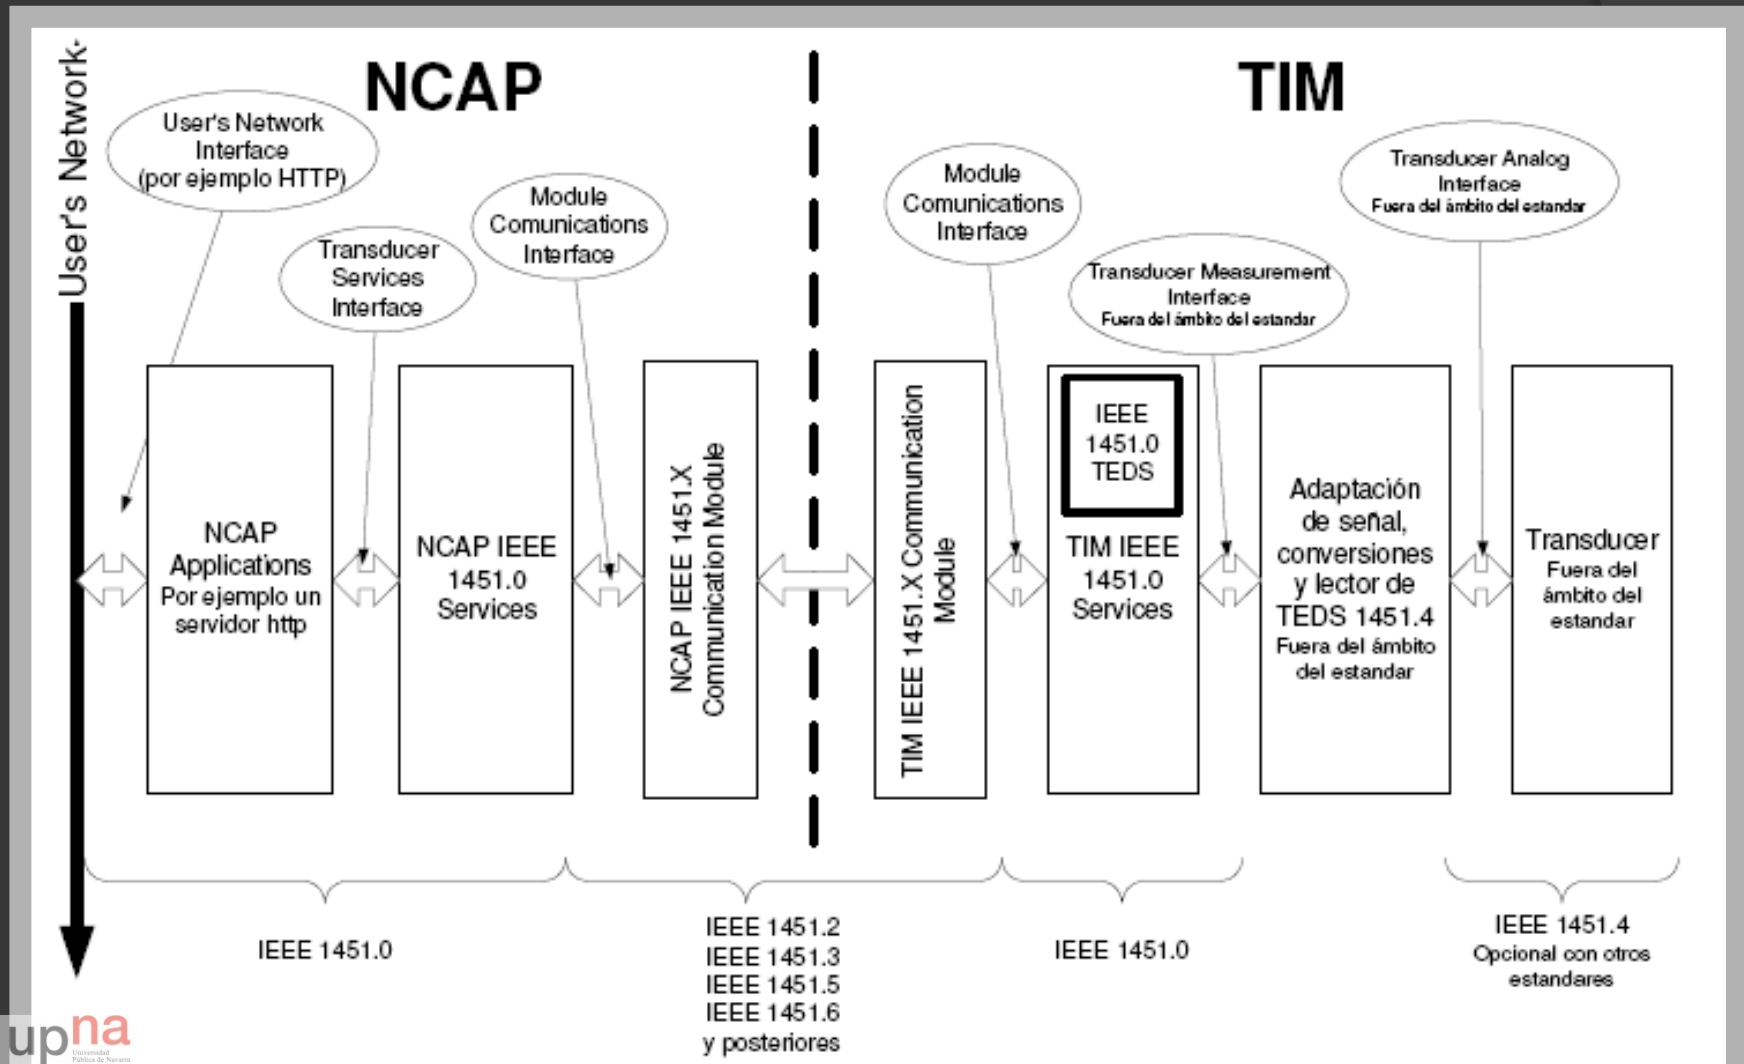 User's Network
NCAP
TIM
User's Network
Interface
(por ejemplo HTTP)
Transducer
Services
Interface
Module
Comunications
Interface
Module
Comunications
Interface
Transducer Measurement
Interface
Fuera del ámbito del estandar
Transducer Analog
Interface
Fuera del ámbito del estandar
NCAP
Applications
Por ejemplo un
servidor http
NCAP IEEE
1451.0
Services
NCAP IEEE 1451.X
Communication Module
TIM IEEE 1451.X Communication
Module
IEEE
1451.0
TEDS
TIM IEEE
1451.0
Services
Adaptación
de señal,
conversiones
y lector de
TEDS 1451.4
Fuera del ámbito
del estandar
Transducer
Fuera del
ámbito del
estandar
IEEE 1451.0
IEEE 1451.2
IEEE 1451.3
IEEE 1451.5
IEEE 1451.6
y posteriores
IEEE 1451.0
IEEE 1451.4
Opcional con otros
estandares
upna
Universidad
Pública de Navarra